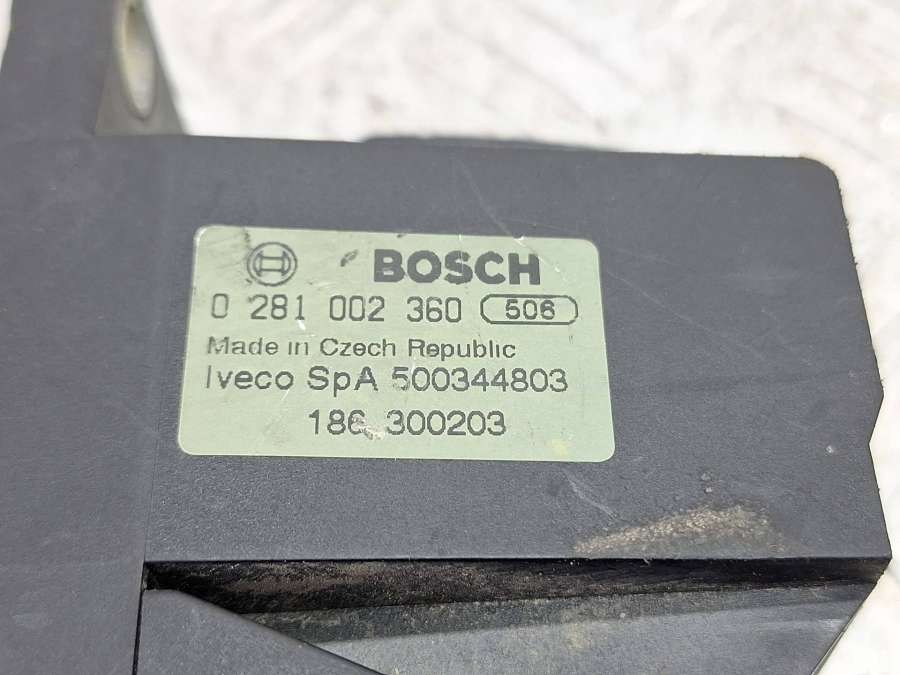 BOSCH
0 281 002 360 506
Made in Czech Republic
Iveco SpA 500344803
186 300203